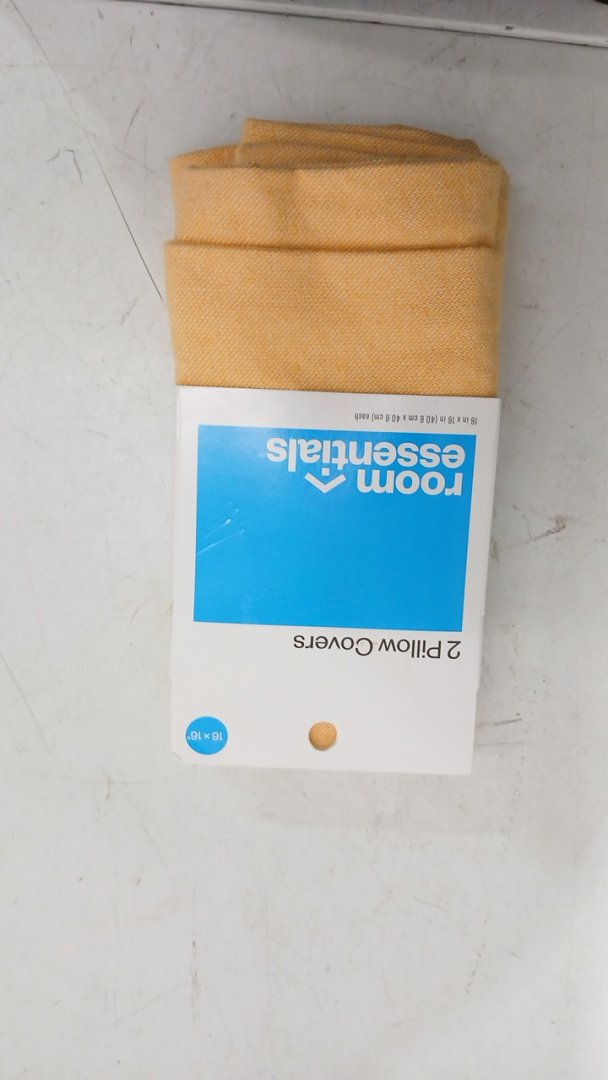 16 × 16"
2 Pillow Covers
room
essentials
16 in x 16 in (40.6 cm x 40.6 cm) each